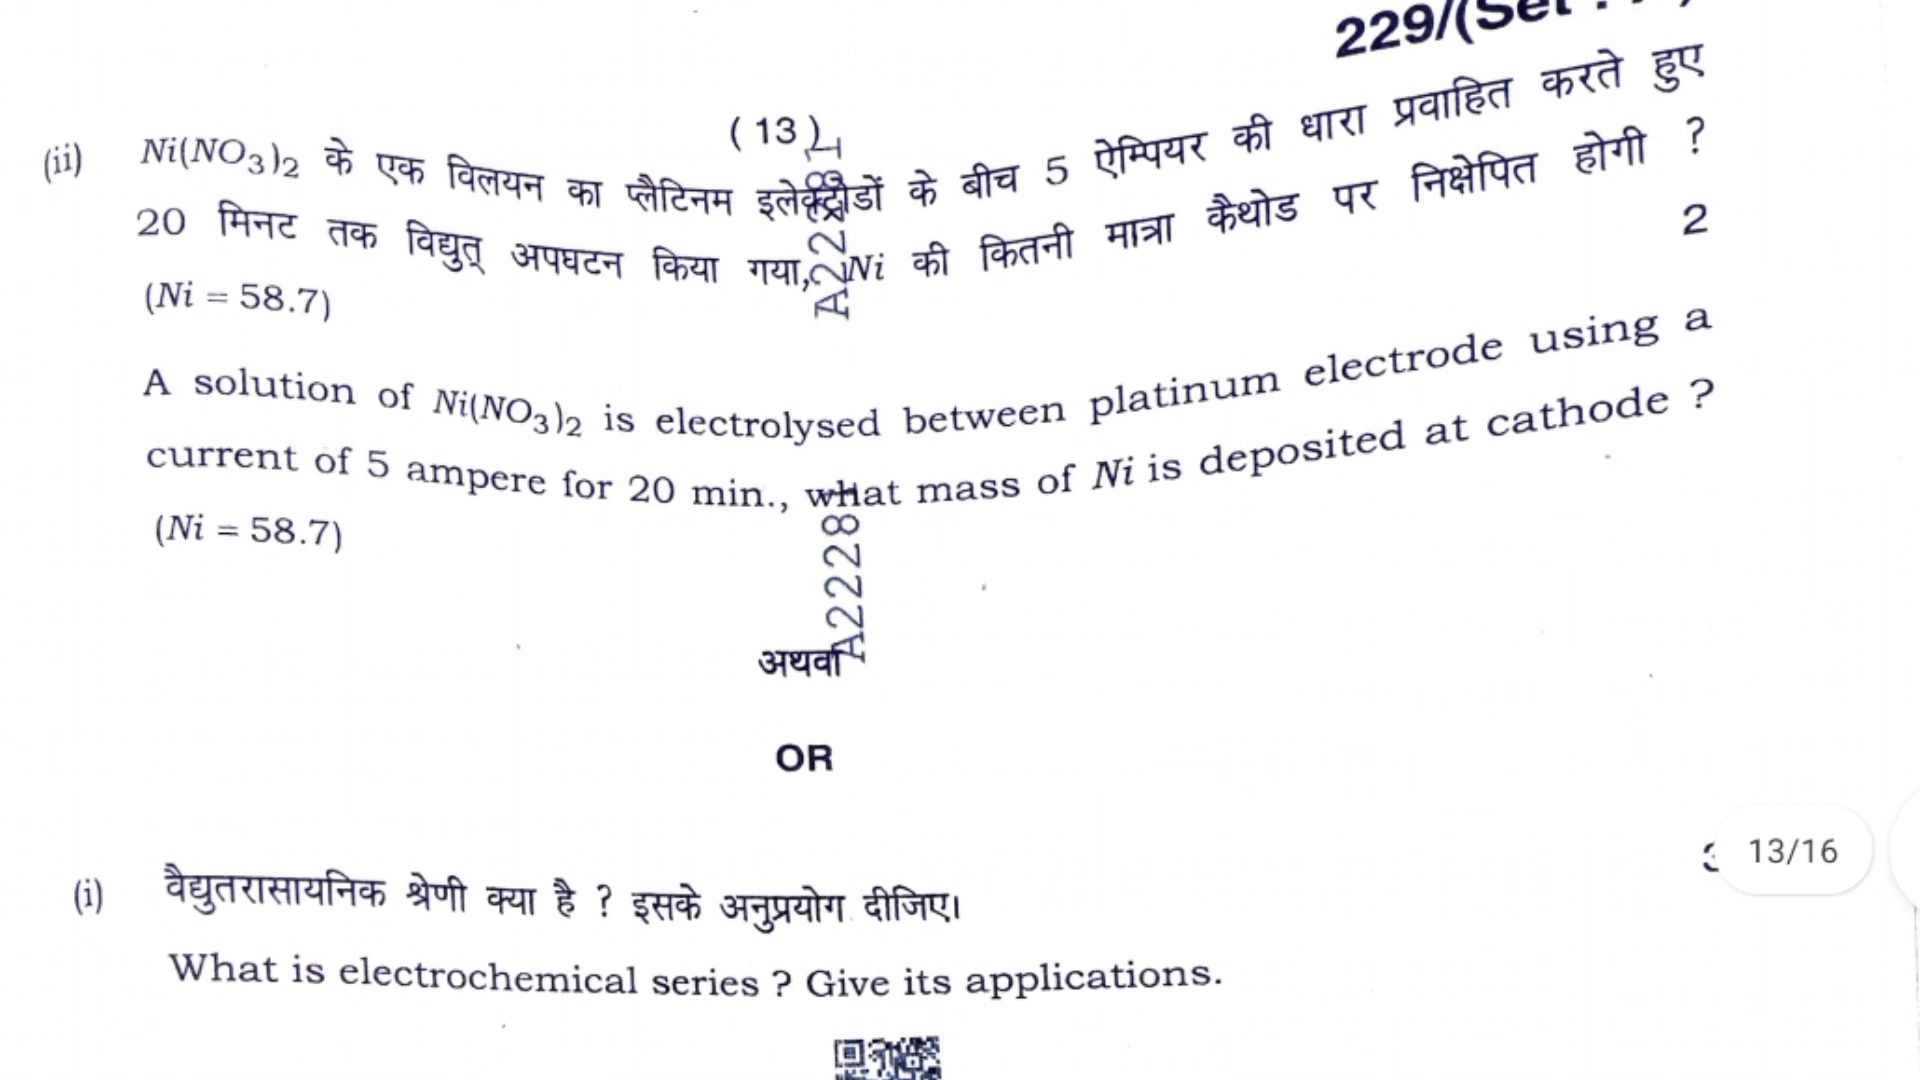 229/(Set :
( 13 )
(ii) Ni(NO3)2 के एक विलयन का प्लैटिनम इलेक्ट्रोडों के बीच 5 ऐम्पियर की धारा प्रवाहित करते हुए
20 मिनट तक विद्युत् अपघटन किया गया, Ni की कितनी मात्रा कैथोड पर निक्षेपित होगी ?
(Ni = 58.7) 2
A solution of Ni(NO3)2 is electrolysed between platinum electrode using a
current of 5 ampere for 20 min., what mass of Ni is deposited at cathode ?
(Ni = 58.7)
A2228
अथवा
OR
(i) वैद्युतरासायनिक श्रेणी क्या है ? इसके अनुप्रयोग दीजिए। 3
13/16
What is electrochemical series ? Give its applications.